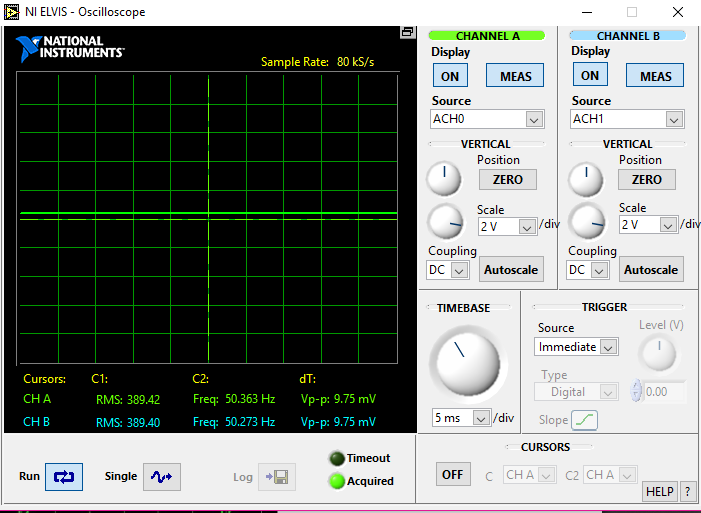 NI ELVIS - Oscilloscope
NATIONAL
INSTRUMENTS™
Sample Rate: 80 kS/s
Cursors: C1: C2: dT:
CH A RMS: 389.42 Freq: 50.363 Hz Vp-p: 9.75 mV
CH B RMS: 389.40 Freq: 50.273 Hz Vp-p: 9.75 mV
Run Single Log
Timeout
Acquired
CHANNEL A
Display
ON MEAS
Source
ACH0
VERTICAL
Position
ZERO
Scale
2 V /div
Coupling
DC Autoscale
CHANNEL B
Display
ON MEAS
Source
ACH1
VERTICAL
Position
ZERO
Scale
2 V /div
Coupling
DC Autoscale
TIMEBASE
5 ms /div
TRIGGER
Source
Immediate
Level (V)
Type
Digital
0.00
Slope
CURSORS
OFF C CH A C2 CH A
HELP ?